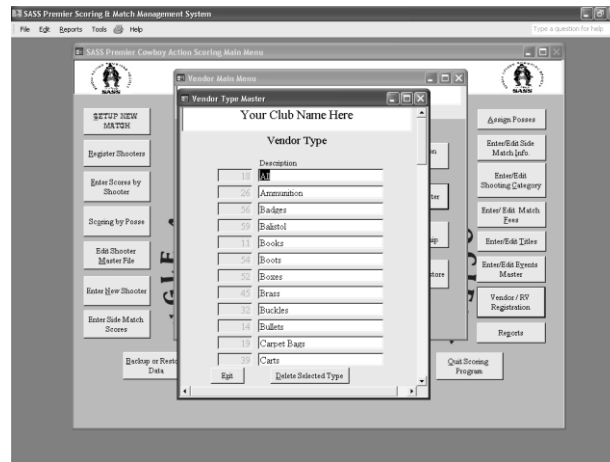 SASS Premier Scoring & Match Management System
File Edit Reports Tools Help
Type a question for help
SASS Premier Cowboy Action Scoring Main Menu
SASS
SASS
SETUP NEW
MATCH
Register Shooters
Enter Scores by
Shooter
Scoring by Posse
Edit Shooter
Master File
Enter New Shooter
Enter Side Match
Scores
Backup or Resto
Data
Vendor Main Menu
Vendor Type Master
Your Club Name Here
Vendor Type
Description
18 All
26 Ammunition
56 Badges
59 Balistol
11 Books
54 Boots
52 Boxes
45 Brass
32 Buckles
14 Bullets
19 Carpet Bags
39 Carts
Exit
Delete Selected Type
Assign Posses
Enter/Edit Side
Match Info.
Enter/Edit
Shooting Category
Enter/ Edit Match
Fees
Enter/Edit Titles
Enter/Edit Events
Master
Vendor / RV
Registration
Reports
Quit Scoring
Program